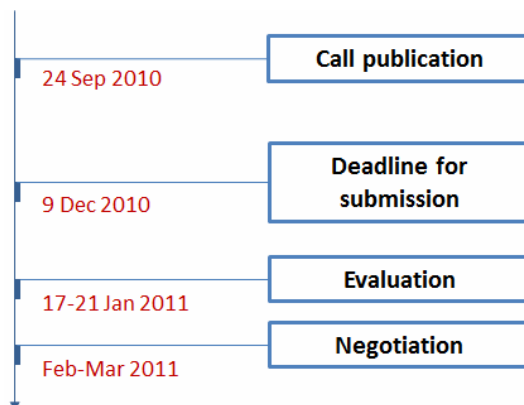 Call publication
24 Sep 2010
Deadline for
submission
9 Dec 2010
Evaluation
17-21 Jan 2011
Negotiation
Feb-Mar 2011